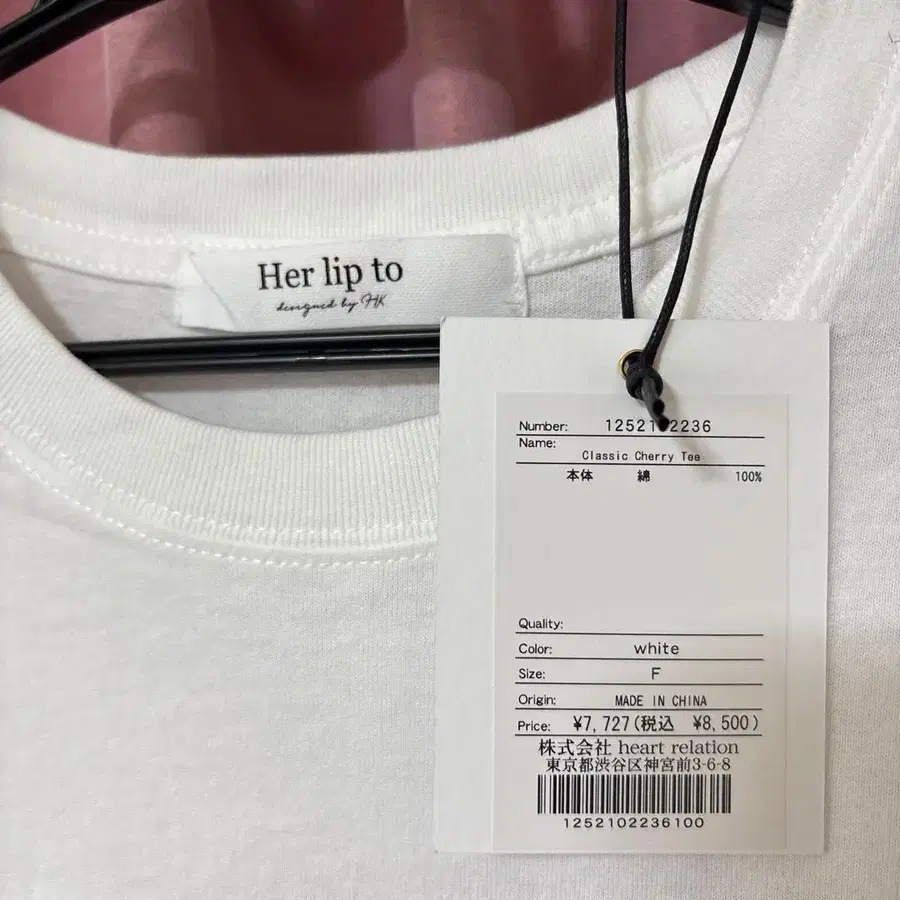 Her lip to
designed by HK
Number: 1252102236
Name:
Classic Cherry Tee
本体 綿 100%
Quality:
Color: white
Size: F
Origin: MADE IN CHINA
Price: ¥7,727(税込 ¥8,500)
株式会社 heart relation
東京都渋谷区神宮前3-6-8
1252102236100